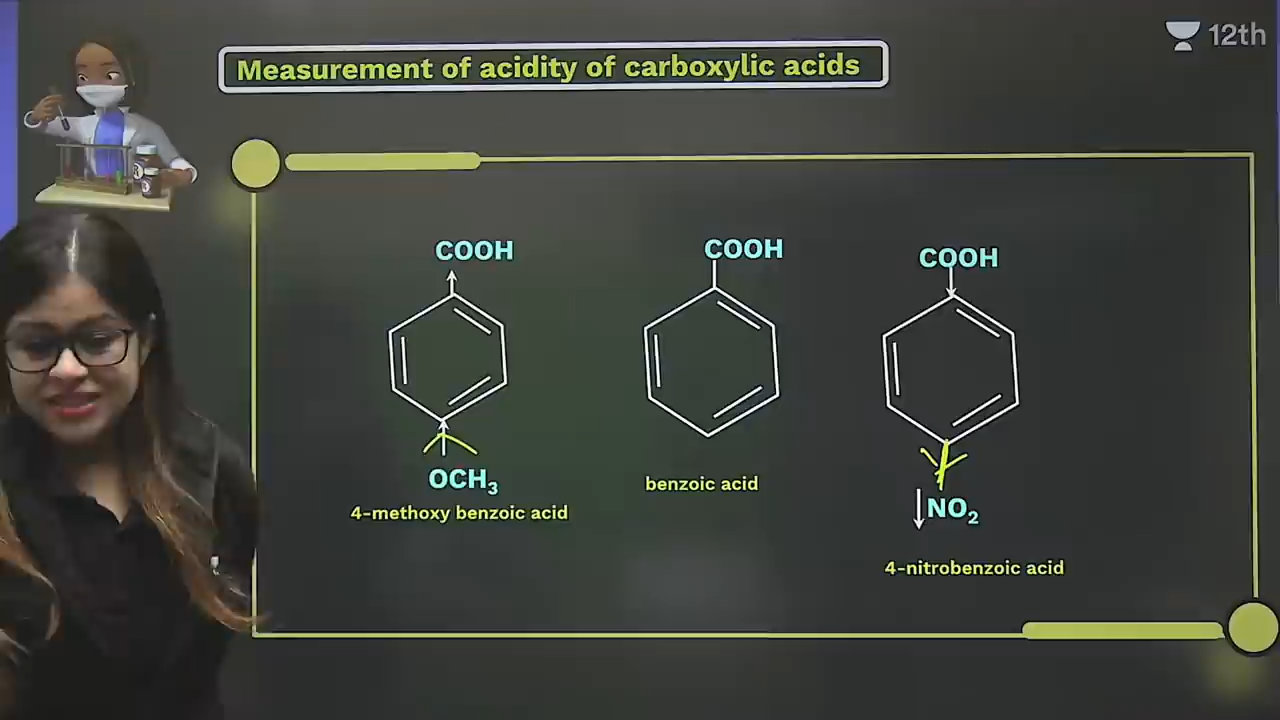 12th
Measurement of acidity of carboxylic acids
COOH
COOH
COOH
OCH₃
4-methoxy benzoic acid
benzoic acid
NO₂
4-nitrobenzoic acid